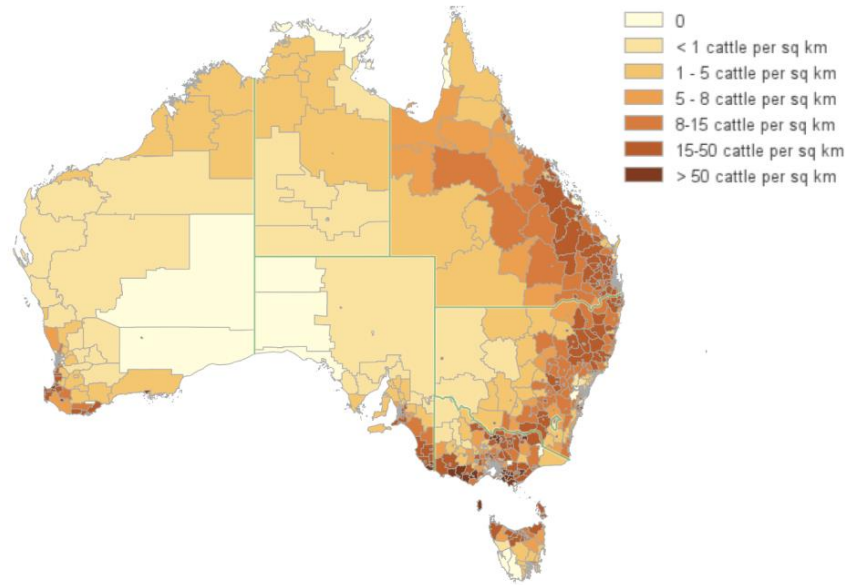 0
< 1 cattle per sq km
1 - 5 cattle per sq km
5 - 8 cattle per sq km
8-15 cattle per sq km
15-50 cattle per sq km
> 50 cattle per sq km